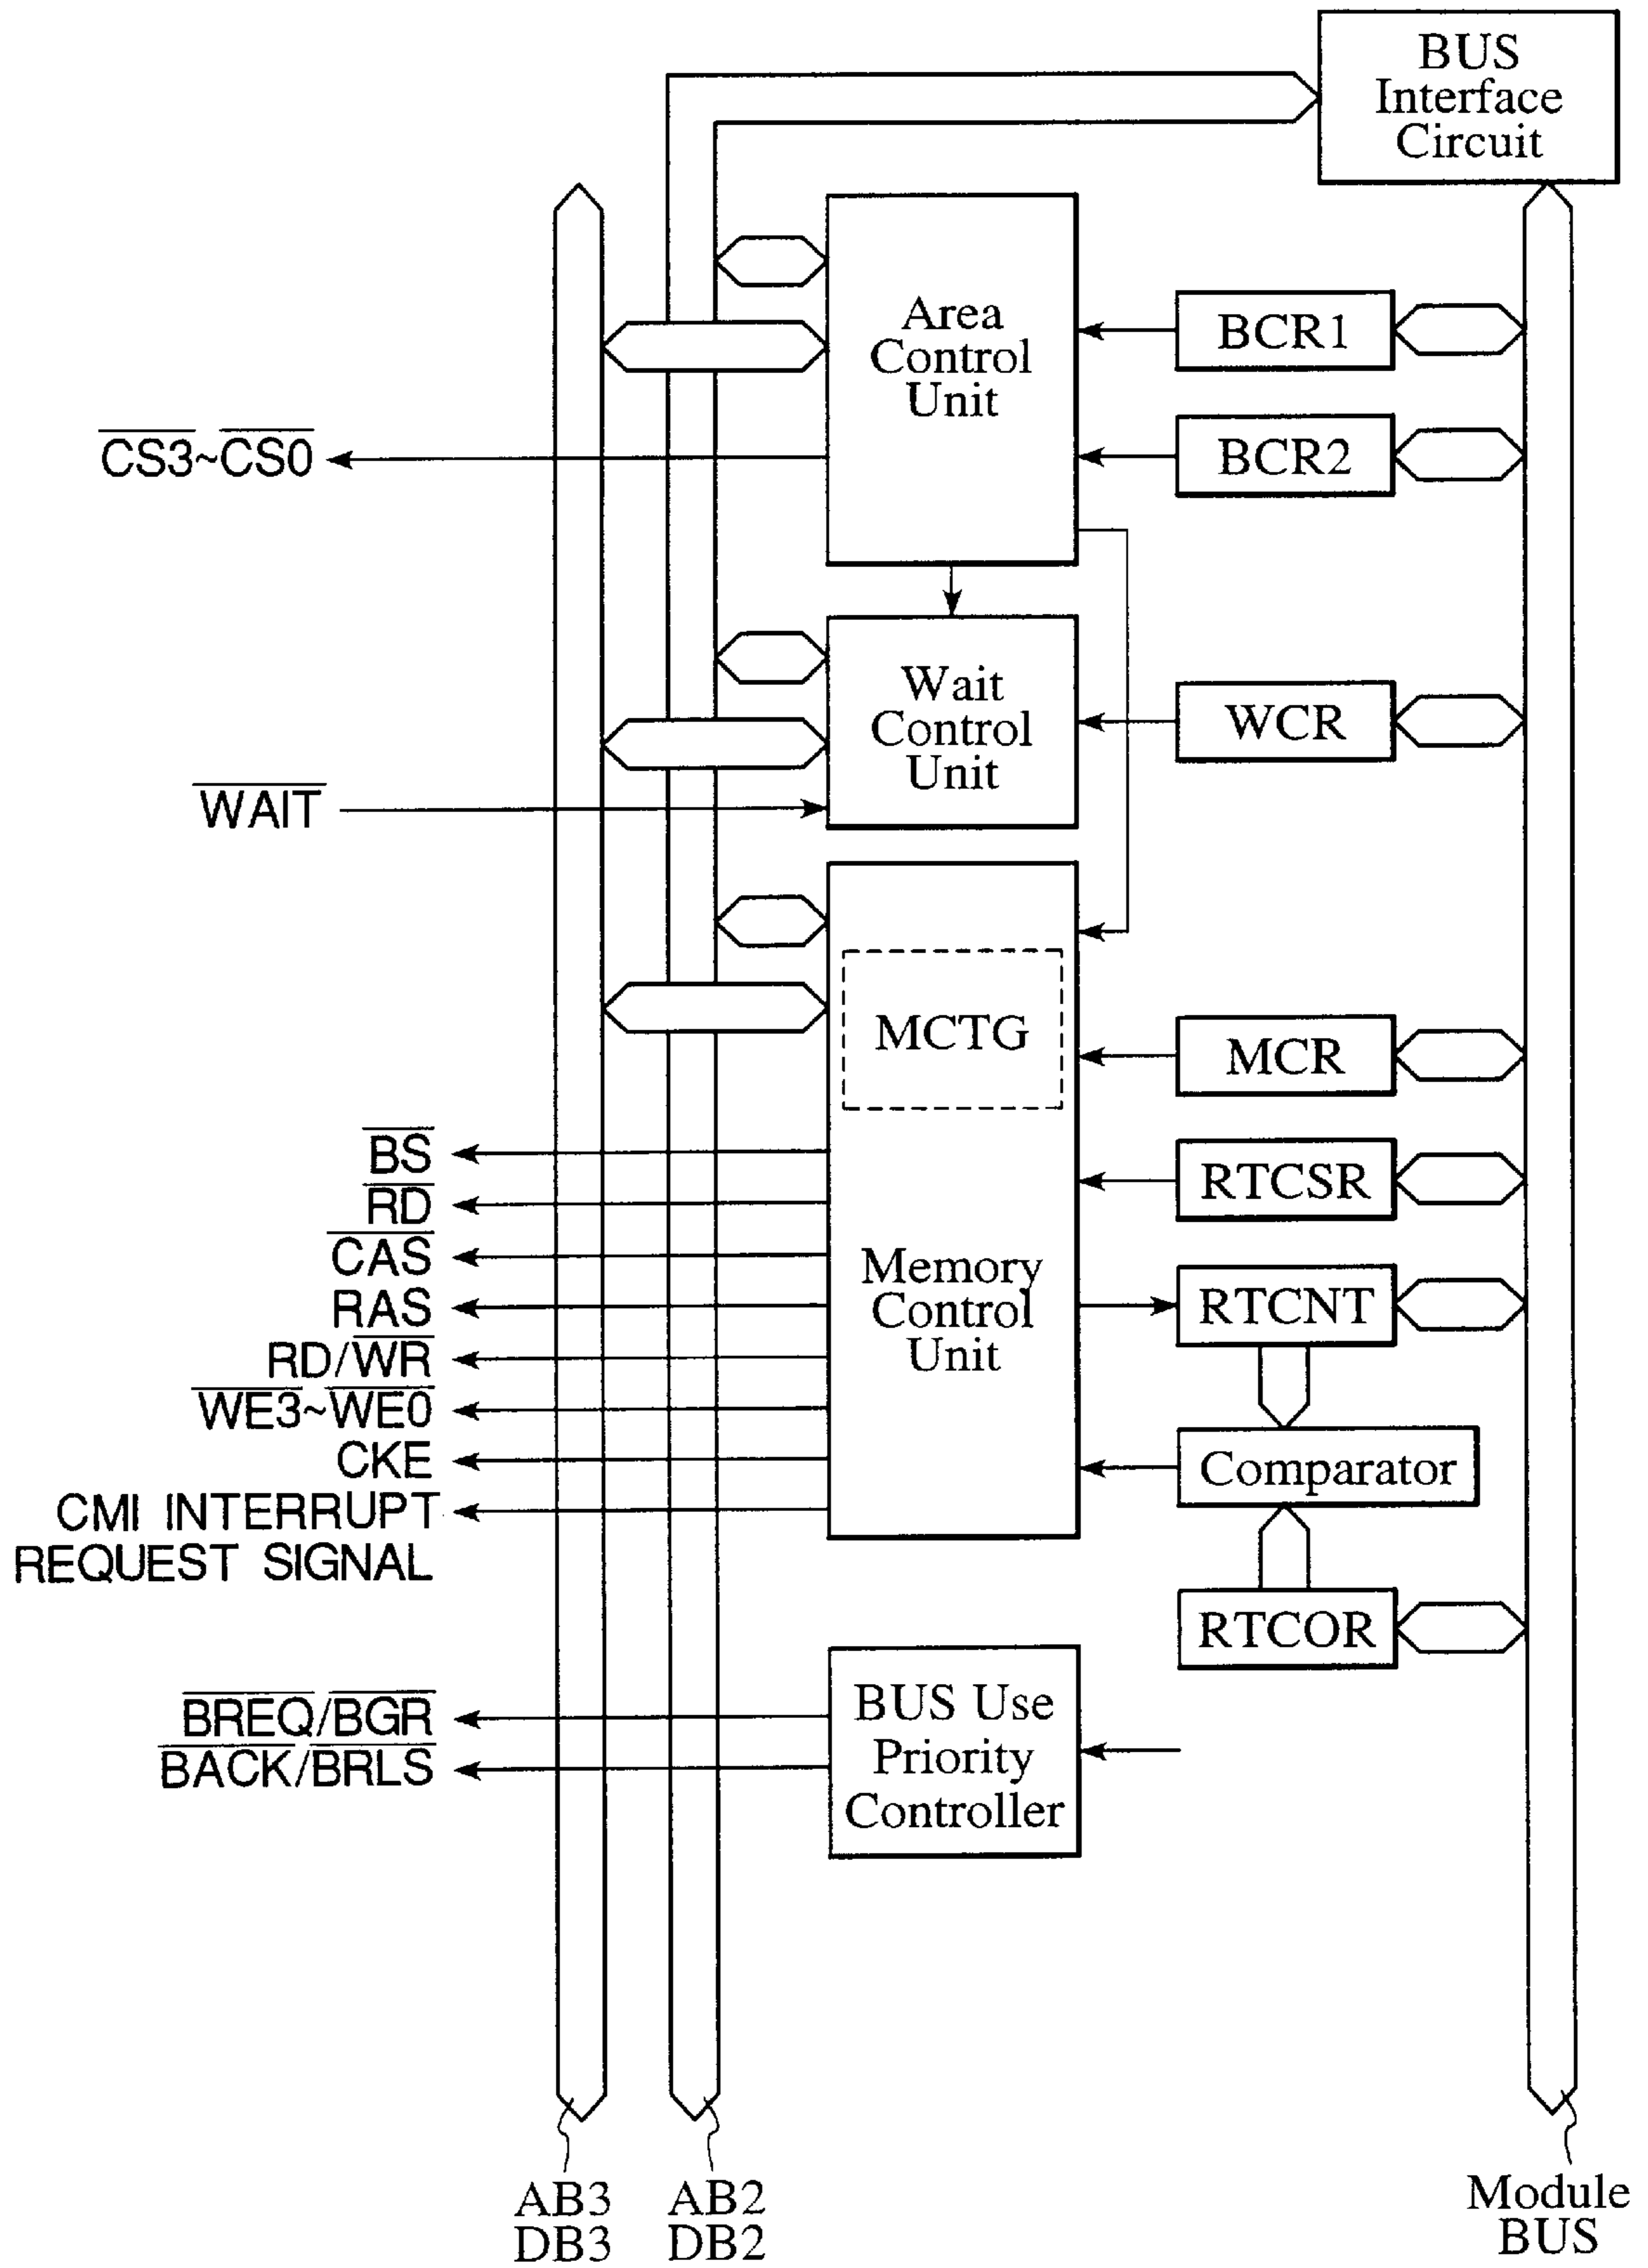 BUS
Interface
Circuit
Area
Control
Unit
BCR1
BCR2
CS3~CS0
Wait
Control
Unit
WCR
WAIT
MCTG
MCR
BS
RD
CAS
RAS
RD/WR
WE3~WE0
CKE
CMI INTERRUPT
REQUEST SIGNAL
Memory
Control
Unit
RTCSR
RTCNT
Comparator
RTCOR
BREQ/BGR
BACK/BRLS
BUS Use
Priority
Controller
AB3
DB3
AB2
DB2
Module
BUS